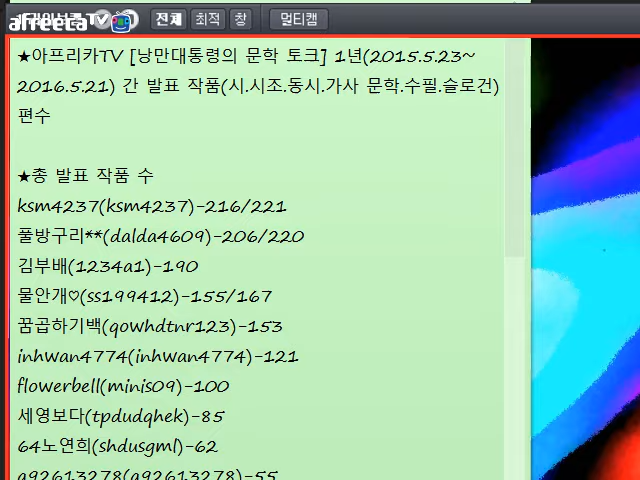 afreeca TV 전체 최적 창 멀티캠
★아프리카TV [낭만대통령의 문학 토크] 1년(2015.5.23~
2016.5.21) 간 발표 작품(시.시조.동시.가사 문학.수필.슬로건)
편수
★총 발표 작품 수
ksm4237(ksm4237)-216/221
풀방구리**(dalda4609)-206/220
김부배(1234a1)-190
물안개♡(ss199412)-155/167
꿈곱하기백(qowhdtnr123)-153
inhwan4774(inhwan4774)-121
flowerbell(minis09)-100
세영보다(tpdudqhek)-85
64노연희(shdusgml)-62
a92613278(a92613278)-55